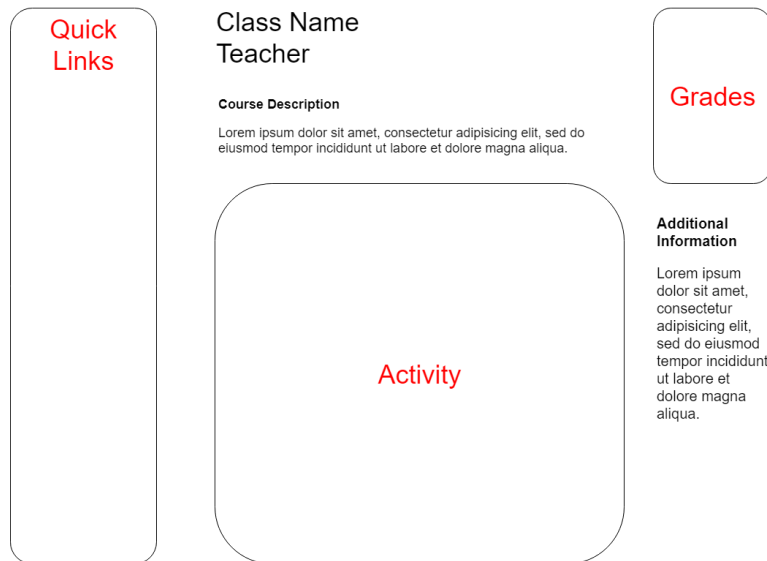 Quick
Links
Class Name
Teacher
Course Description
Lorem ipsum dolor sit amet, consectetur adipisicing elit, sed do
eiusmod tempor incididunt ut labore et dolore magna aliqua.
Activity
Grades
Additional
Information
Lorem ipsum
dolor sit amet,
consectetur
adipisicing elit,
sed do eiusmod
tempor incididunt
ut labore et
dolore magna
aliqua.